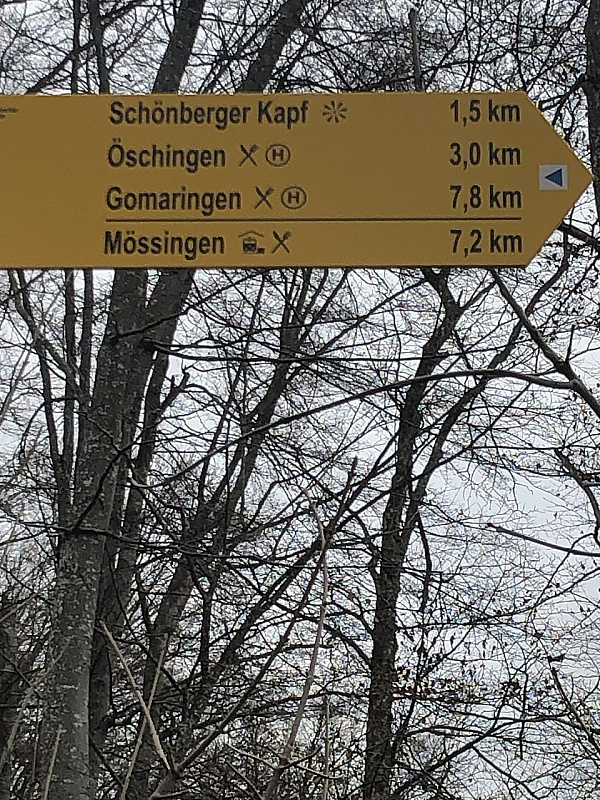 Schönberger Kapf 1,5 km
Öschingen H 3,0 km
Gomaringen H 7,8 km
Mössingen 7,2 km